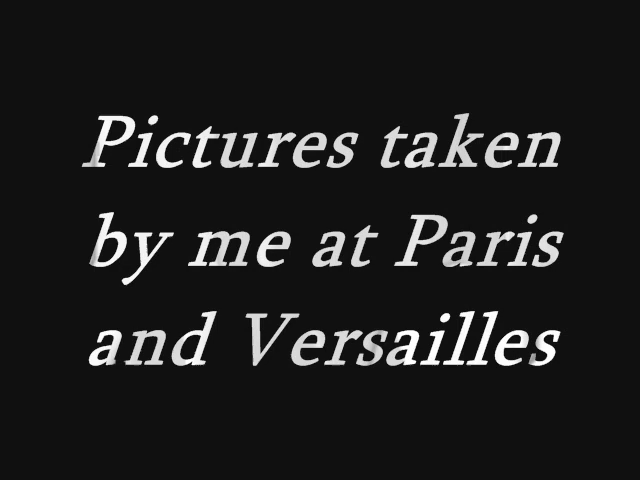 Pictures taken
by me at Paris
and Versailles